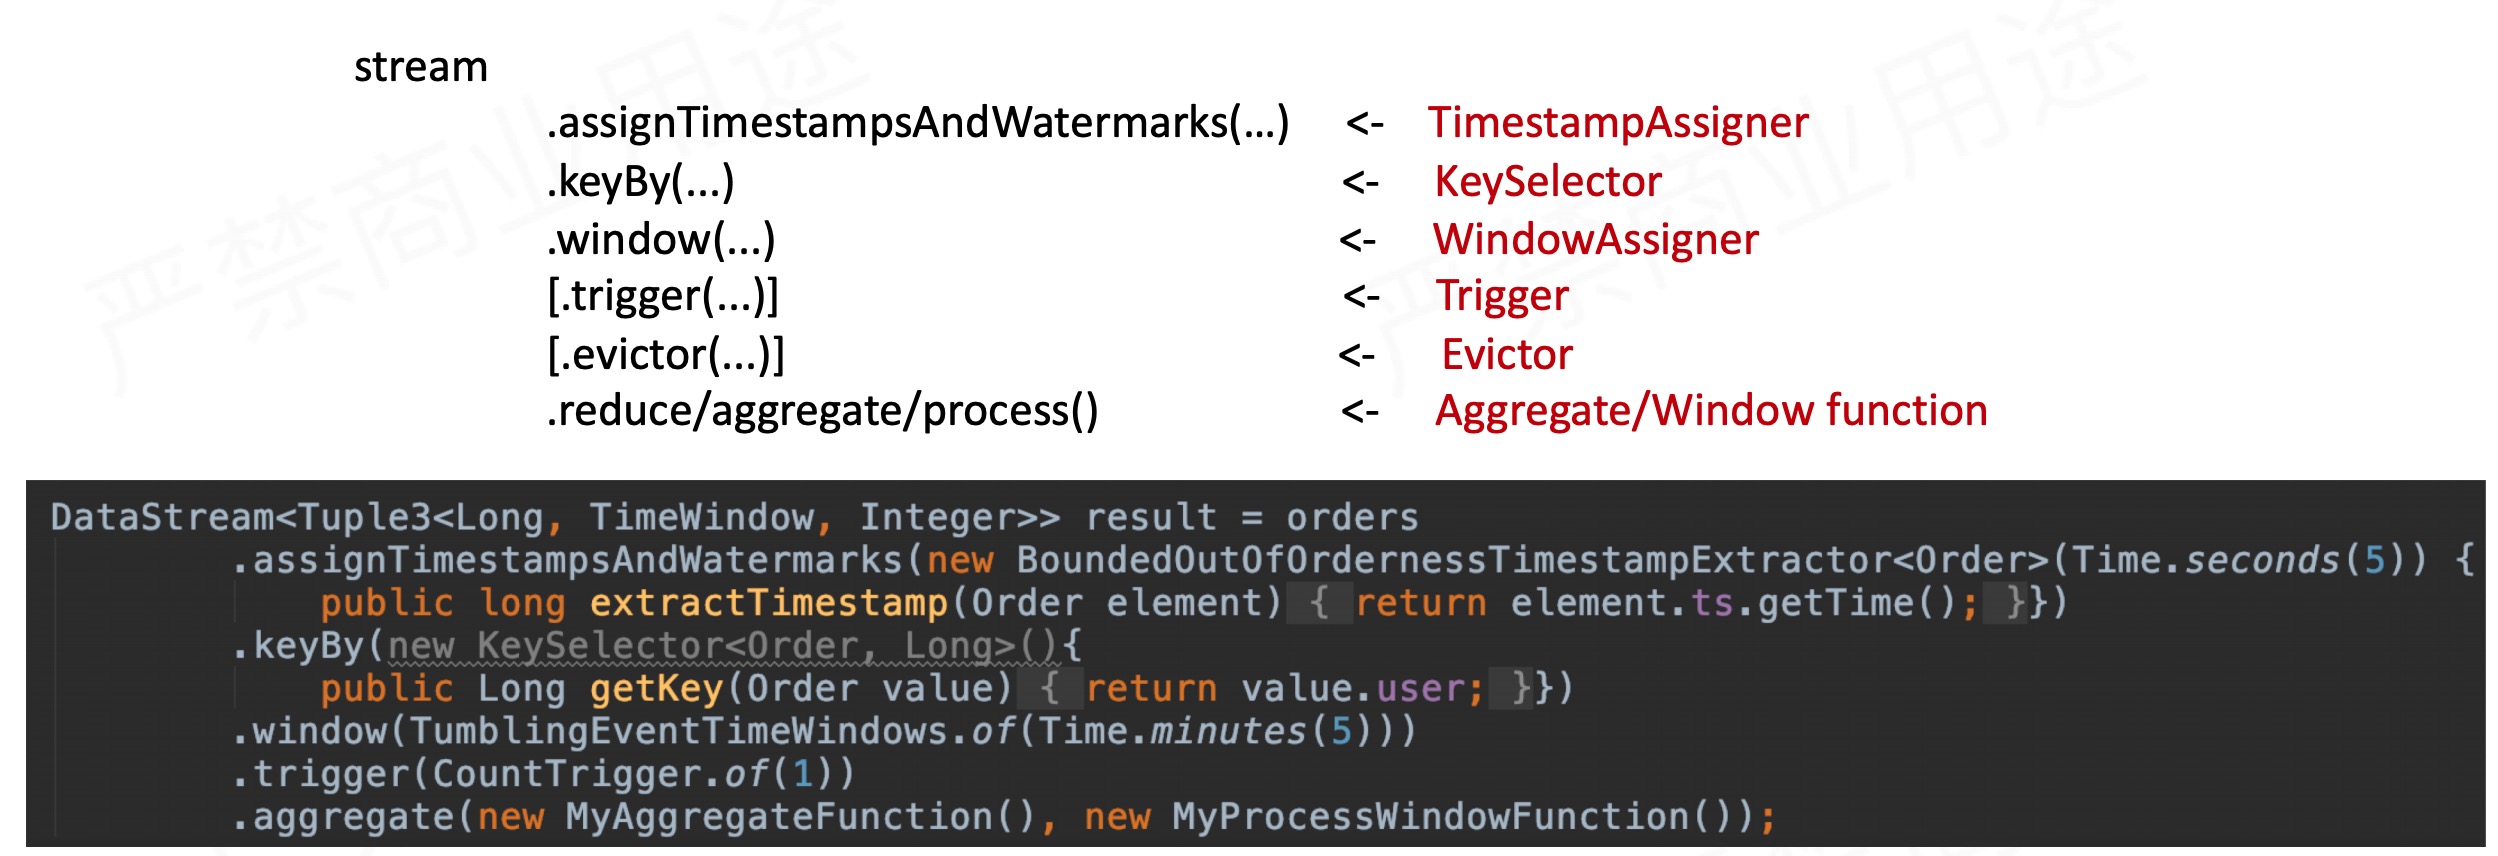 stream
.assignTimestampsAndWatermarks(...) <- TimestampAssigner
.keyBy(...) <- KeySelector
.window(...) <- WindowAssigner
[.trigger(...)] <- Trigger
[.evictor(...)] <- Evictor
.reduce/aggregate/process() <- Aggregate/Window function
DataStream<Tuple3<Long, TimeWindow, Integer>> result = orders
.assignTimestampsAndWatermarks(new BoundedOutOfOrdernessTimestampExtractor<Order>(Time.seconds(5)) {
public long extractTimestamp(Order element) { return element.ts.getTime(); }})
.keyBy(new KeySelector<Order, Long>(){
public Long getKey(Order value) { return value.user; }})
.window(TumblingEventTimeWindows.of(Time.minutes(5)))
.trigger(CountTrigger.of(1))
.aggregate(new MyAggregateFunction(), new MyProcessWindowFunction());
严禁商业用途
严禁商业用途